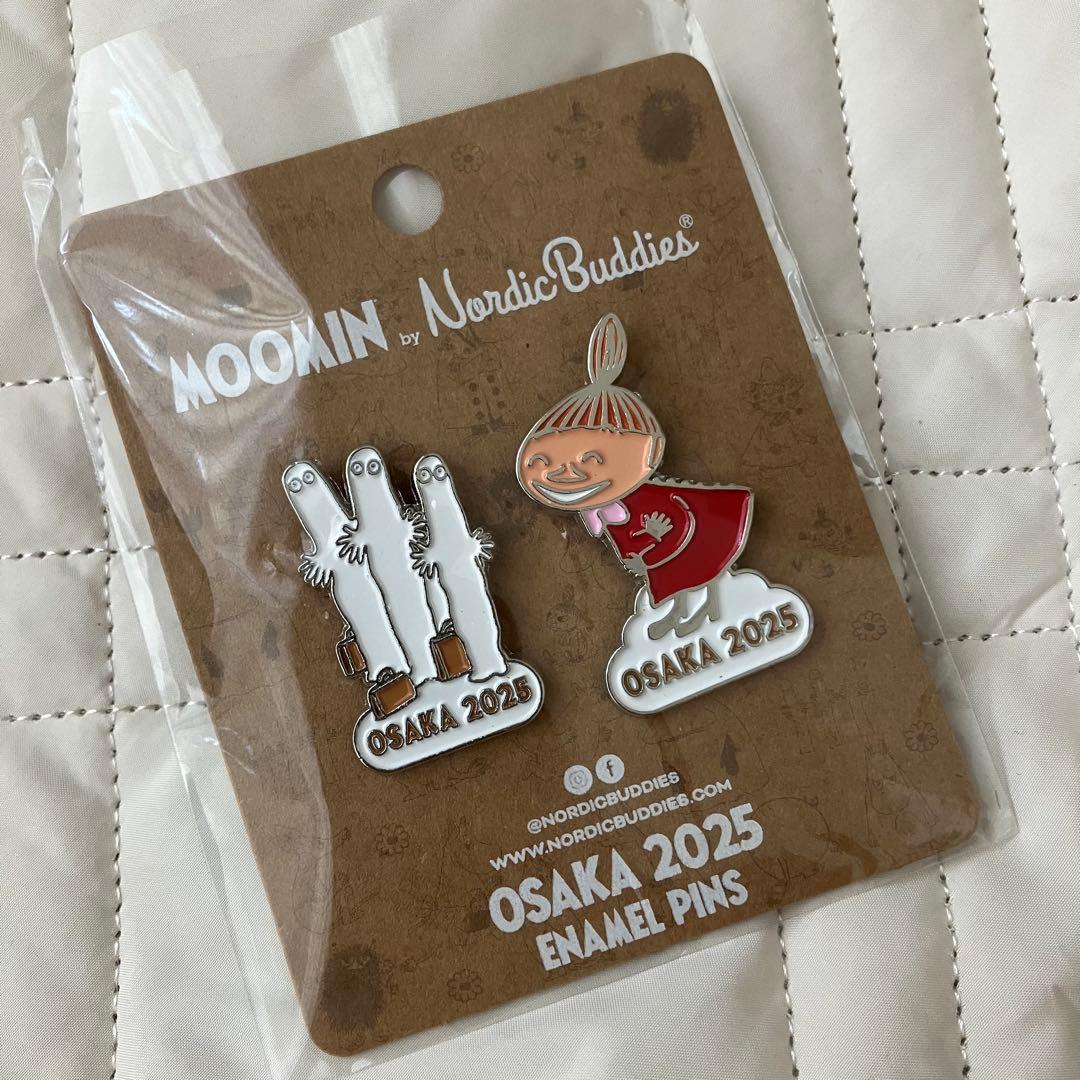 MOOMIN by NordicBuddies®
OSAKA 2025
OSAKA 2025
@NORDICBUDDIES
WWW.NORDICBUDDIES.COM
OSAKA 2025
ENAMEL PINS